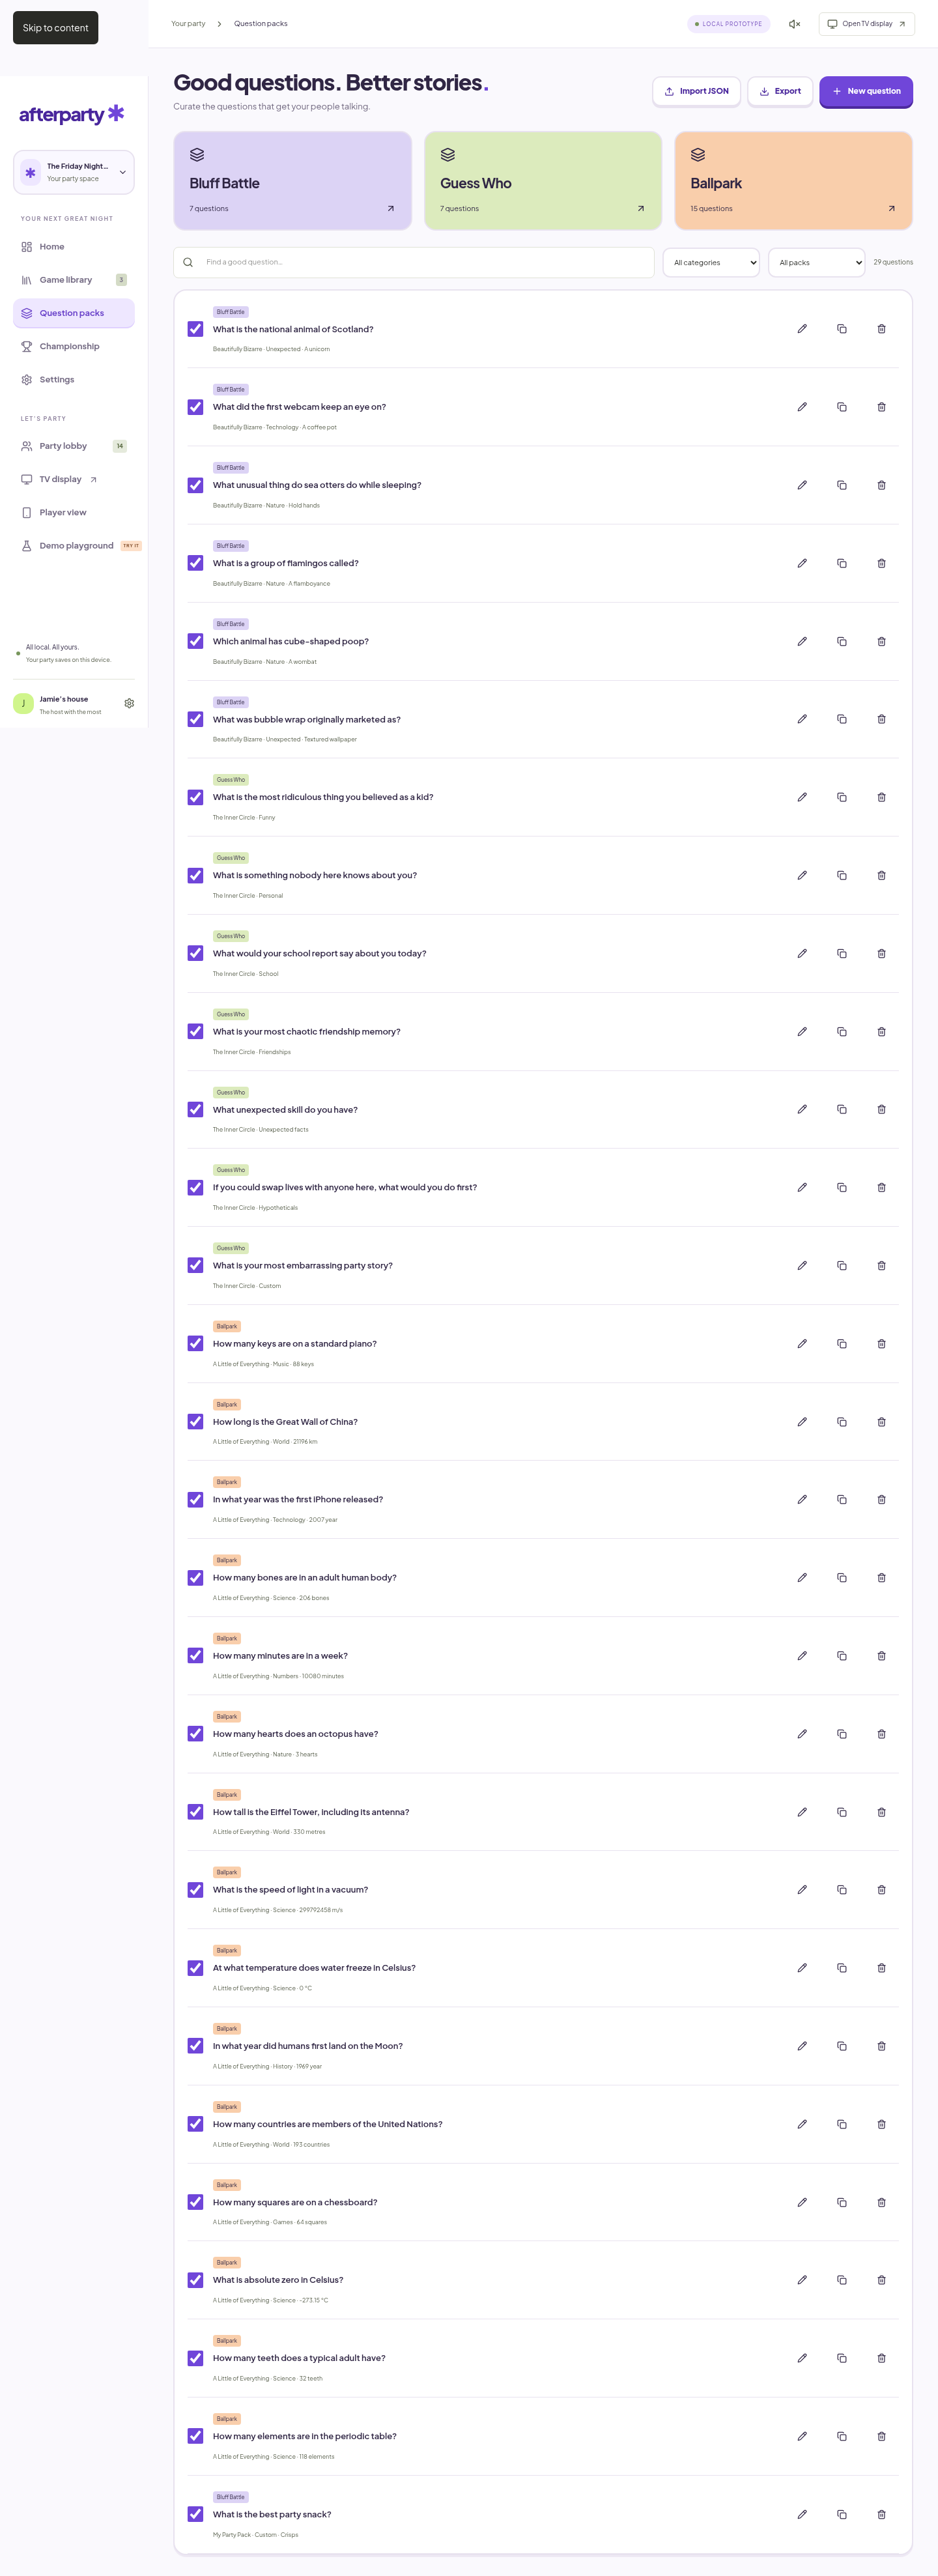 Skip to content
afterparty
The Friday Night…
Your party space
YOUR NEXT GREAT NIGHT
Home
Game library 3
Question packs
Championship
Settings
LET'S PARTY
Party lobby 14
TV display
Player view
Demo playground TRY IT
All local. All yours.
Your party saves on this device
J
Jamie's house
The host with the most
Your party > Question packs
LOCAL PROTOTYPE
Open TV display
Good questions. Better stories.
Curate the questions that get your people talking.
Import JSON
Export
New question
Bluff Battle
7 questions
Guess Who
7 questions
Ballpark
15 questions
Find a good question…
All categories
All packs
29 questions
Bluff Battle
What is the national animal of Scotland?
Beautifully Bizarre · Unexpected · A unicorn
Bluff Battle
What did the first webcam keep an eye on?
Beautifully Bizarre · Technology · A coffee pot
Bluff Battle
What unusual thing do sea otters do while sleeping?
Beautifully Bizarre · Nature · Hold hands
Bluff Battle
What is a group of flamingos called?
Beautifully Bizarre · Nature · A flamboyance
Bluff Battle
Which animal has cube-shaped poop?
Beautifully Bizarre · Nature · A wombat
Bluff Battle
What was bubble wrap originally marketed as?
Beautifully Bizarre · Unexpected · Textured wallpaper
Guess Who
What is the most ridiculous thing you believed as a kid?
The Inner Circle · Funny
Guess Who
What is something nobody here knows about you?
The Inner Circle · Personal
Guess Who
What would your school report say about you today?
The Inner Circle · School
Guess Who
What is your most chaotic friendship memory?
The Inner Circle · Friendships
Guess Who
What unexpected skill do you have?
The Inner Circle · Unexpected facts
Guess Who
If you could swap lives with anyone here, what would you do first?
The Inner Circle · Hypotheticals
Guess Who
What is your most embarrassing party story?
The Inner Circle · Custom
Ballpark
How many keys are on a standard piano?
A Little of Everything · Music · 88 keys
Ballpark
How long is the Great Wall of China?
A Little of Everything · World · 21196 km
Ballpark
In what year was the first iPhone released?
A Little of Everything · Technology · 2007 year
Ballpark
How many bones are in an adult human body?
A Little of Everything · Science · 206 bones
Ballpark
How many minutes are in a week?
A Little of Everything · Numbers · 10080 minutes
Ballpark
How many hearts does an octopus have?
A Little of Everything · Nature · 3 hearts
Ballpark
How tall is the Eiffel Tower, including its antenna?
A Little of Everything · World · 330 metres
Ballpark
What is the speed of light in a vacuum?
A Little of Everything · Science · 299792458 m/s
Ballpark
At what temperature does water freeze in Celsius?
A Little of Everything · Science · 0 °C
Ballpark
In what year did humans first land on the Moon?
A Little of Everything · History · 1969 year
Ballpark
How many countries are members of the United Nations?
A Little of Everything · World · 193 countries
Ballpark
How many squares are on a chessboard?
A Little of Everything · Games · 64 squares
Ballpark
What is absolute zero in Celsius?
A Little of Everything · Science · -273.15 °C
Ballpark
How many teeth does a typical adult have?
A Little of Everything · Science · 32 teeth
Ballpark
How many elements are in the periodic table?
A Little of Everything · Science · 118 elements
Bluff Battle
What is the best party snack?
My Party Pack · Custom · Crisps